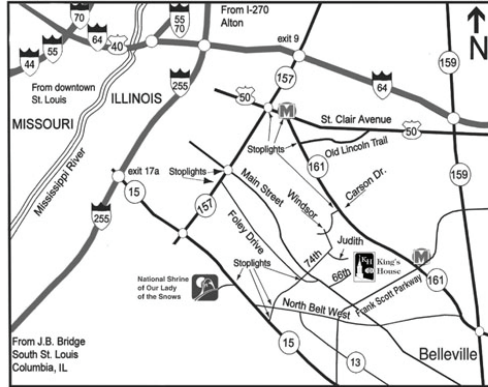 From I-270
Alton
70
55
64
44
40
55
70
exit 9
N
157
159
64
255
50
From downtown
St. Louis
ILLINOIS
MISSOURI
M
St. Clair Avenue
50
Stoplights
Old Lincoln Trail
161
Mississippi River
exit 17a
Stoplights
Main Street
Windsor
Carson Dr.
159
15
157
255
Foley Drive
74th
Judith
66th
KH
King's
House
M
161
Stoplights
National Shrine
of Our Lady
of the Snows
Frank Scott Parkway
North Belt West
From J.B. Bridge
South St. Louis
Columbia, IL
15
13
Belleville